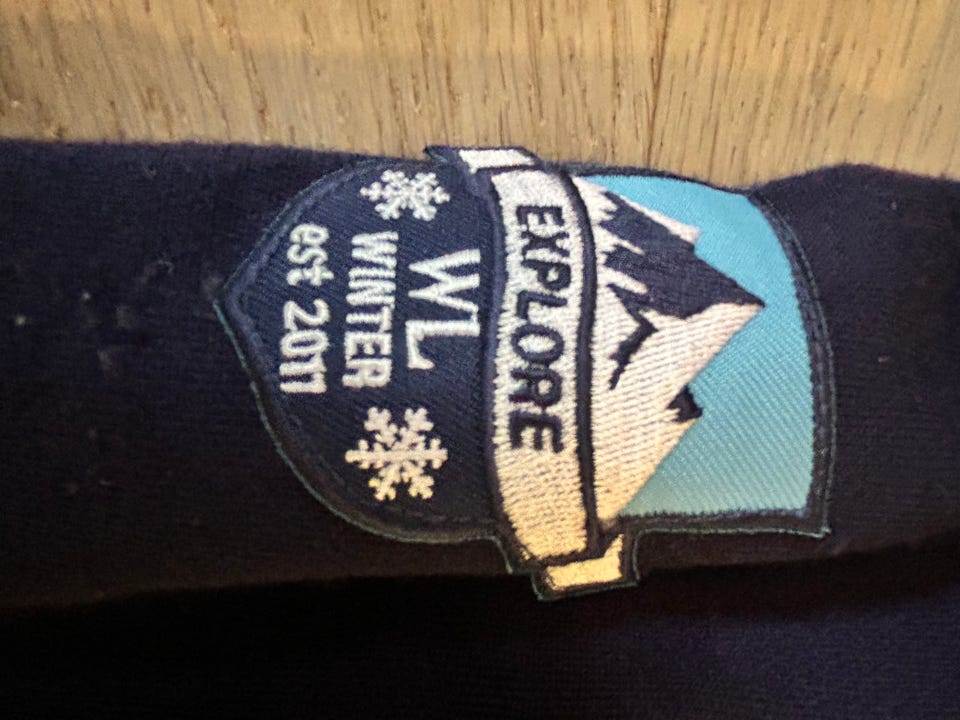 EXPLORE
WL
WINTER
est 2011